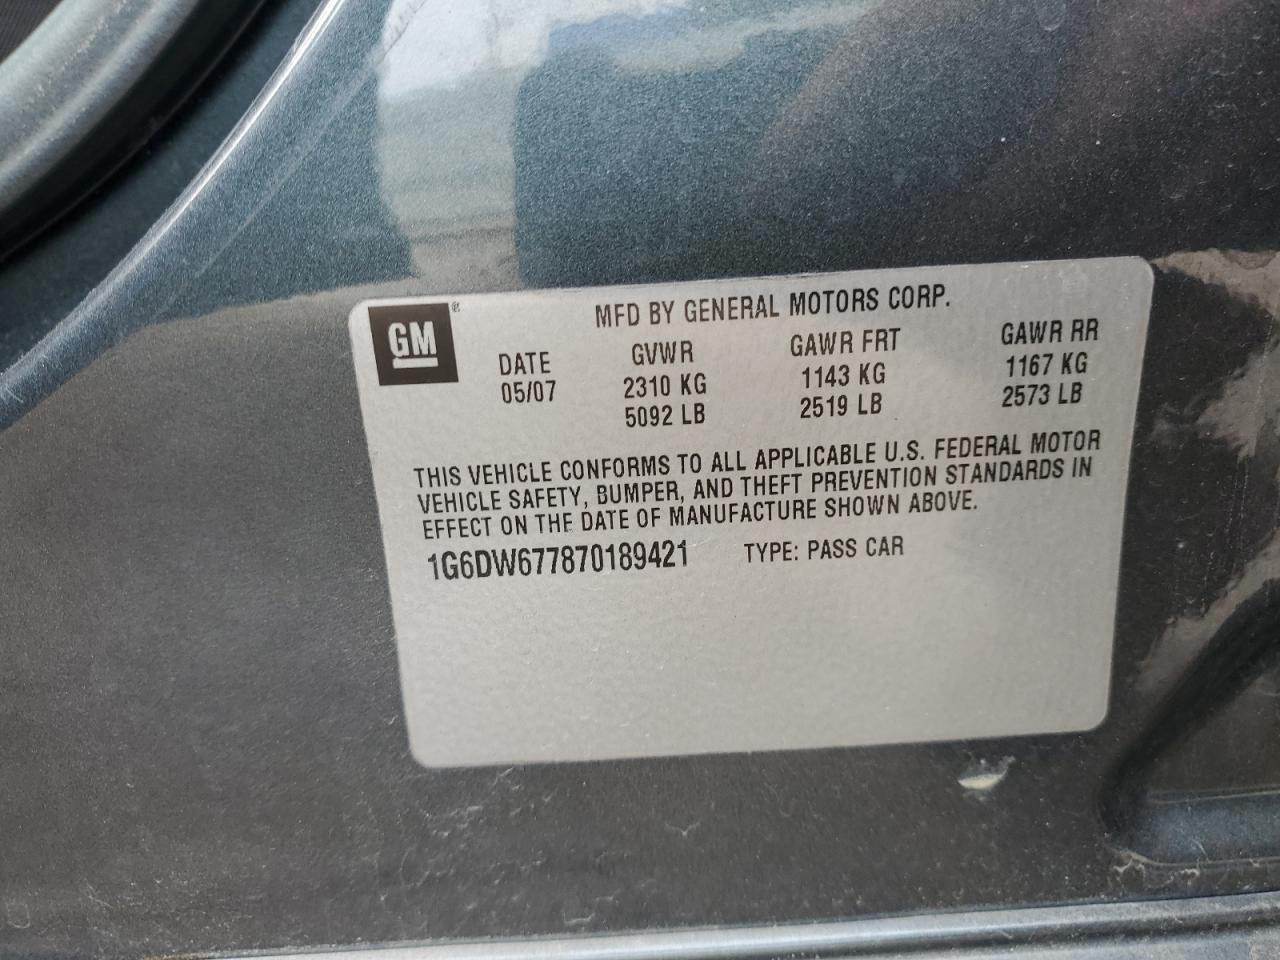 GM ®
MFD BY GENERAL MOTORS CORP.
DATE GVWR GAWR FRT GAWR RR
05/07 2310 KG 1143 KG 1167 KG
5092 LB 2519 LB 2573 LB
THIS VEHICLE CONFORMS TO ALL APPLICABLE U.S. FEDERAL MOTOR
VEHICLE SAFETY, BUMPER, AND THEFT PREVENTION STANDARDS IN
EFFECT ON THE DATE OF MANUFACTURE SHOWN ABOVE.
1G6DW677870189421 TYPE: PASS CAR